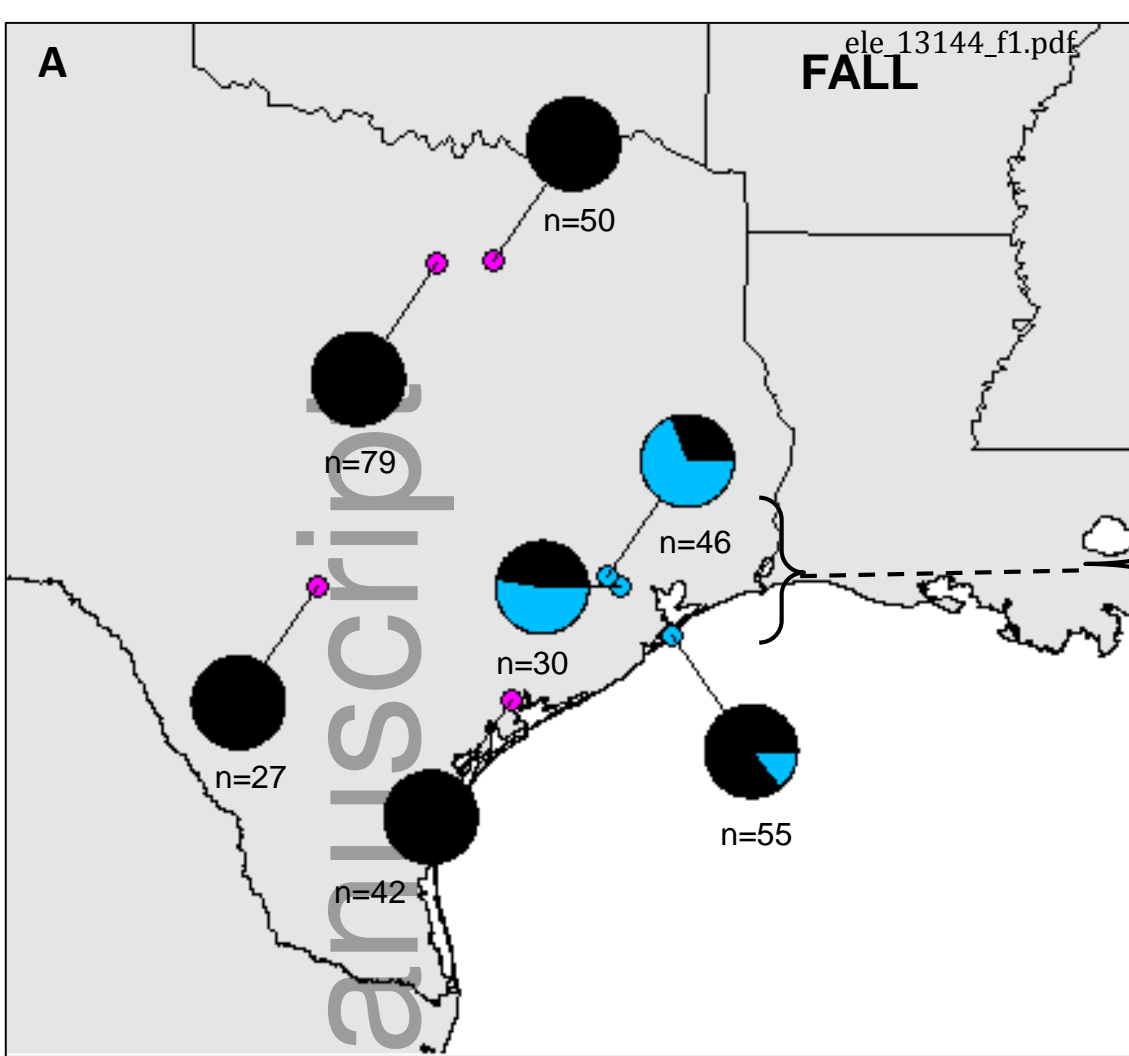 A
ele_13144_f1.pdf
FALL
n=50
n=79
n=46
n=30
n=27
n=55
n=42
anuscript